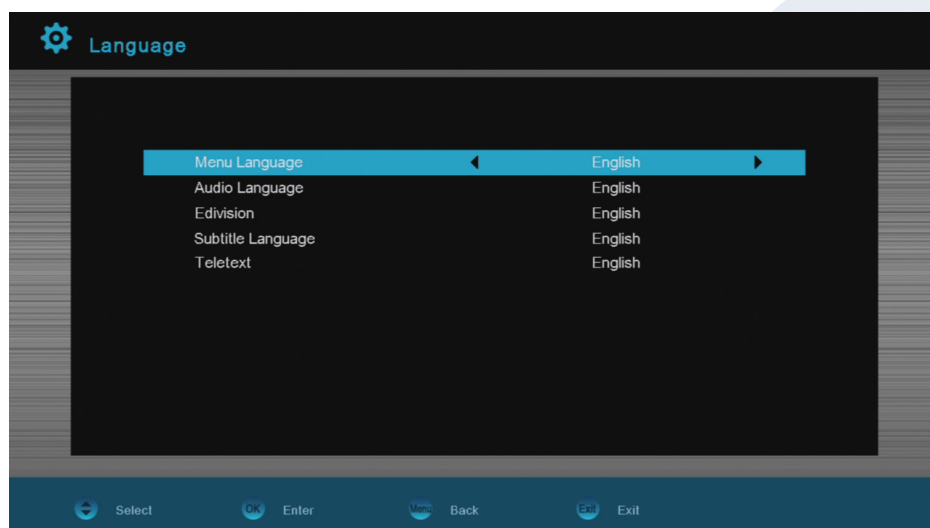 Language
Menu Language English
Audio Language English
Edivision English
Subtitle Language English
Teletext English
Select OK Enter Menu Back Exit Exit